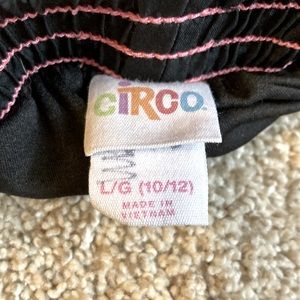 CIRCO
L/G (10/12)
MADE IN
VIETNAM